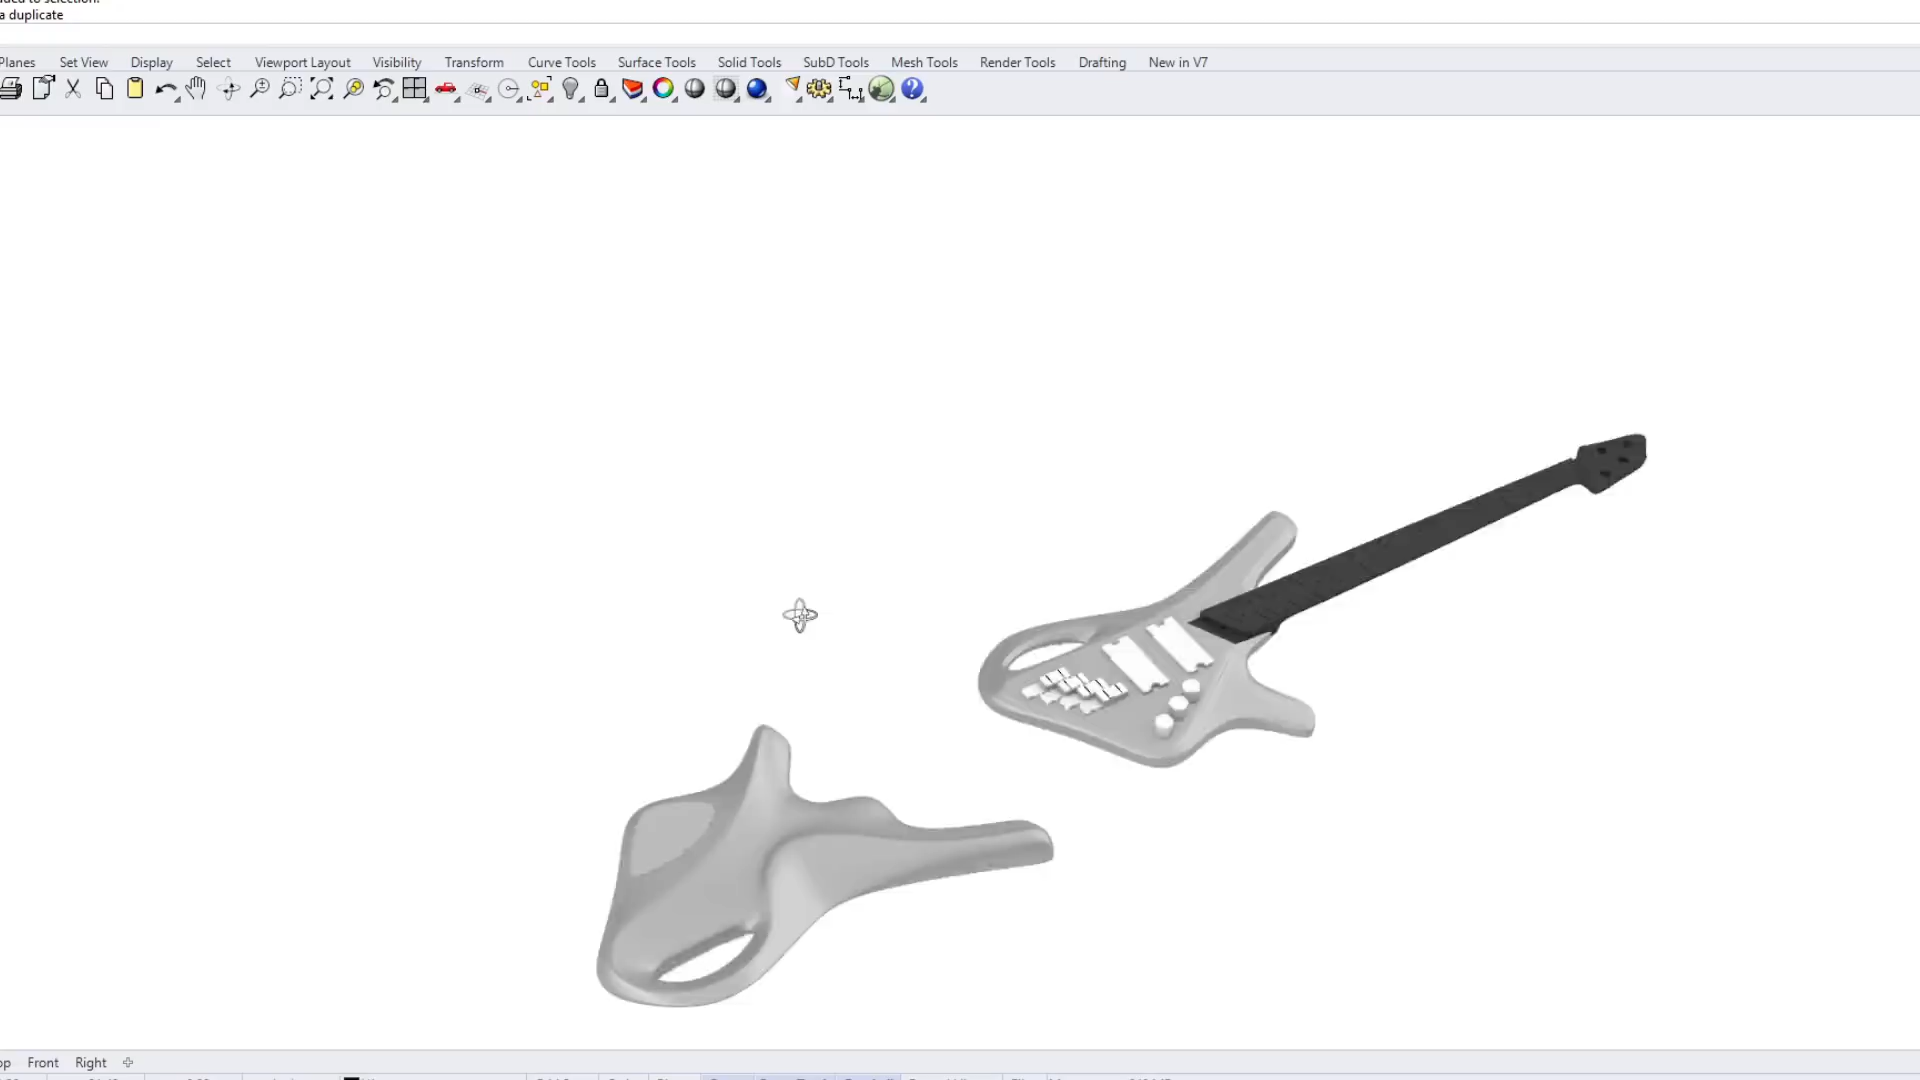 a duplicate
Planes Set View Display Select Viewport Layout Visibility Transform Curve Tools Surface Tools Solid Tools SubD Tools Mesh Tools Render Tools Drafting New in V7
Front Right